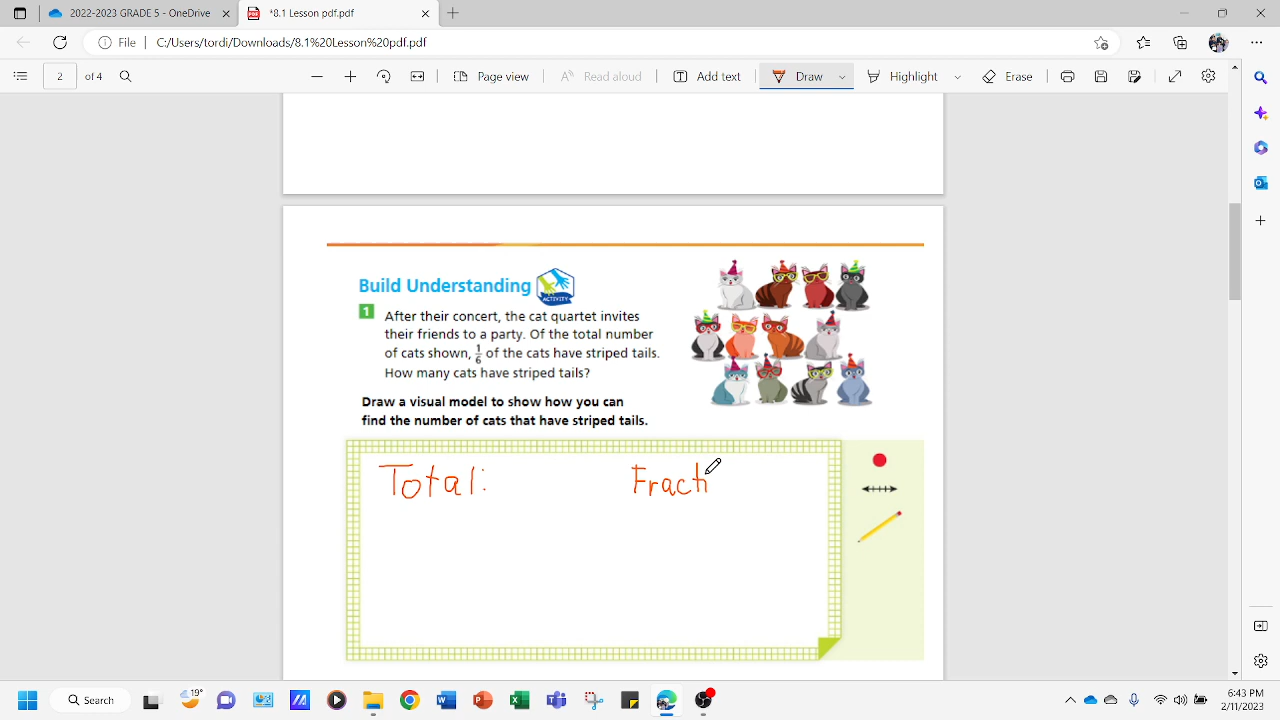 2022-2023 GRADE 5 - OneDrive
*8.1 Lesson pdf.pdf
File C:/Users/tordi/Downloads/8.1%20Lesson%20pdf.pdf
2 of 4 Page view Read aloud Add text Draw Highlight Erase
Build Understanding
ACTIVITY
1 After their concert, the cat quartet invites
their friends to a party. Of the total number
of cats shown, 1/6 of the cats have striped tails.
How many cats have striped tails?
Draw a visual model to show how you can
find the number of cats that have striped tails.
Total: Fracti
Search
-19°
6:43 PM
2/11/2023